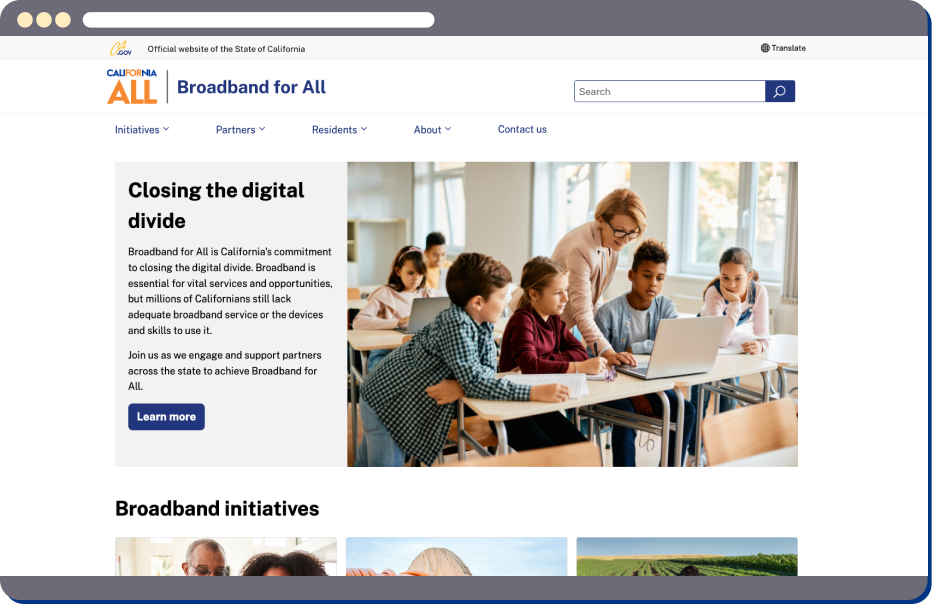 CA.GOV
Official website of the State of California
Translate
CALIFORNIA
ALL
Broadband for All
Search
Initiatives
Partners
Residents
About
Contact us
Closing the digital
divide
Broadband for All is California's commitment
to closing the digital divide. Broadband is
essential for vital services and opportunities,
but millions of Californians still lack
adequate broadband service or the devices
and skills to use it.
Join us as we engage and support partners
across the state to achieve Broadband for
All.
Learn more
Broadband initiatives